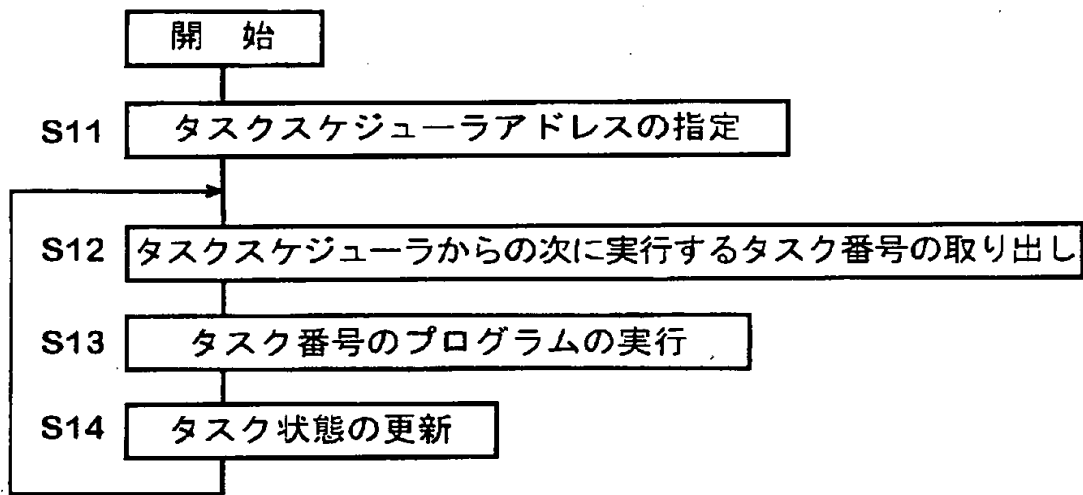 開 始
S11 タスクスケジューラアドレスの指定
S12 タスクスケジューラからの次に実行するタスク番号の取り出し
S13 タスク番号のプログラムの実行
S14 タスク状態の更新